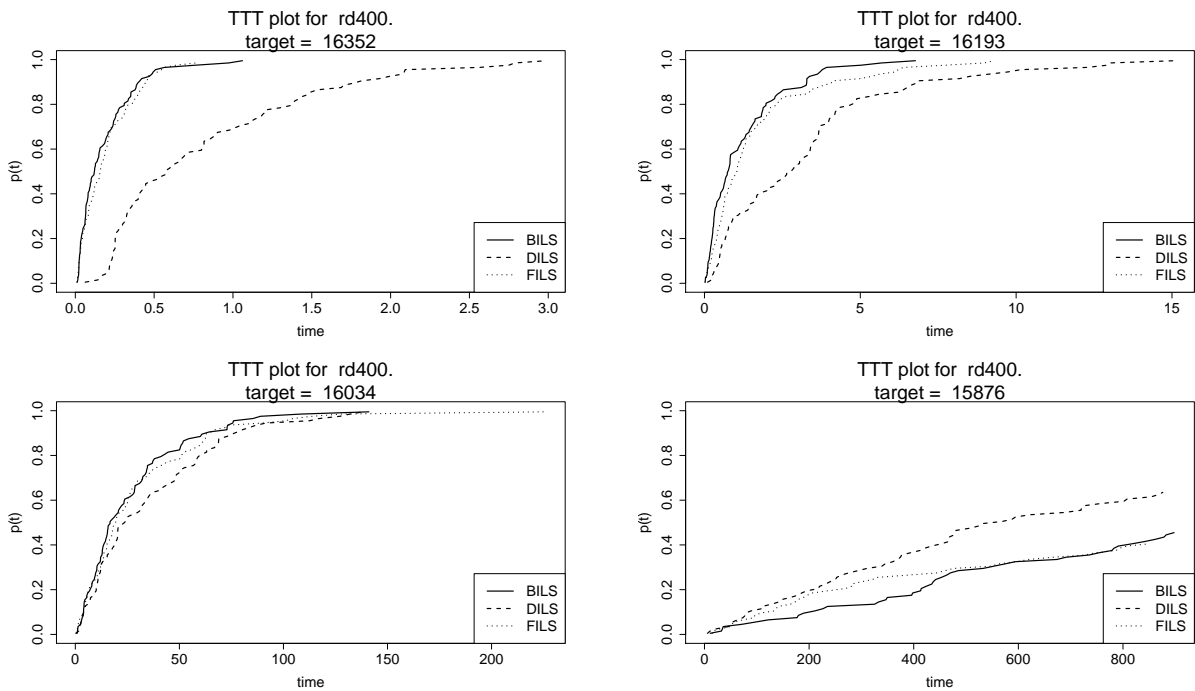 TTT plot for rd400.
target = 16352
p(t)
0.0 0.2 0.4 0.6 0.8 1.0
BILS
DILS
FILS
0.0 0.5 1.0 1.5 2.0 2.5 3.0
time
TTT plot for rd400.
target = 16193
p(t)
0.0 0.2 0.4 0.6 0.8 1.0
BILS
DILS
FILS
0 5 10 15
time
TTT plot for rd400.
target = 16034
p(t)
0.0 0.2 0.4 0.6 0.8 1.0
BILS
DILS
FILS
0 50 100 150 200
time
TTT plot for rd400.
target = 15876
p(t)
0.0 0.2 0.4 0.6 0.8 1.0
BILS
DILS
FILS
0 200 400 600 800
time